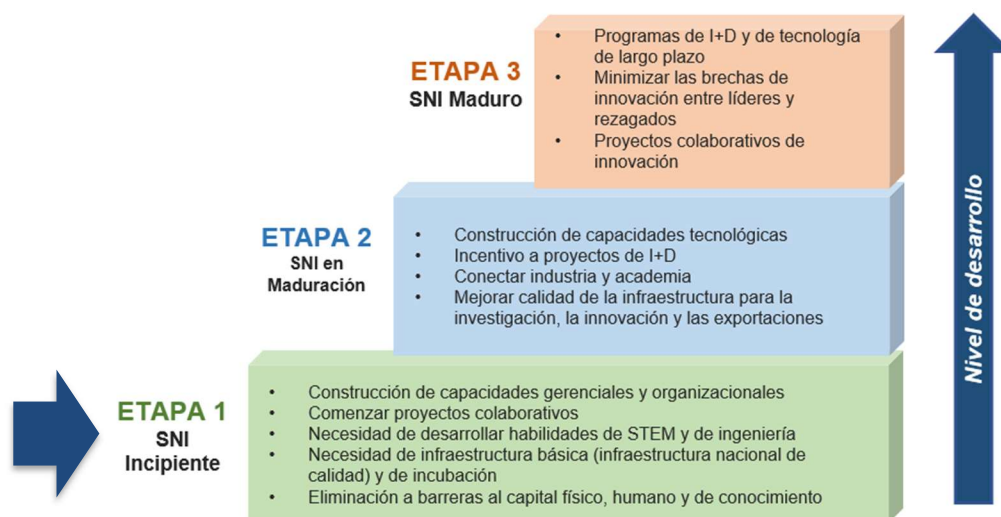 ETAPA 3
SNI Maduro
• Programas de I+D y de tecnología
de largo plazo
• Minimizar las brechas de
innovación entre líderes y
rezagados
• Proyectos colaborativos de
innovación
ETAPA 2
SNI en
Maduración
• Construcción de capacidades tecnológicas
• Incentivo a proyectos de I+D
• Conectar industria y academia
• Mejorar calidad de la infraestructura para la
investigación, la innovación y las exportaciones
ETAPA 1
SNI
Incipiente
• Construcción de capacidades gerenciales y organizacionales
• Comenzar proyectos colaborativos
• Necesidad de desarrollar habilidades de STEM y de ingeniería
• Necesidad de infraestructura básica (infraestructura nacional de
calidad) y de incubación
• Eliminación a barreras al capital físico, humano y de conocimiento
Nivel de desarrollo